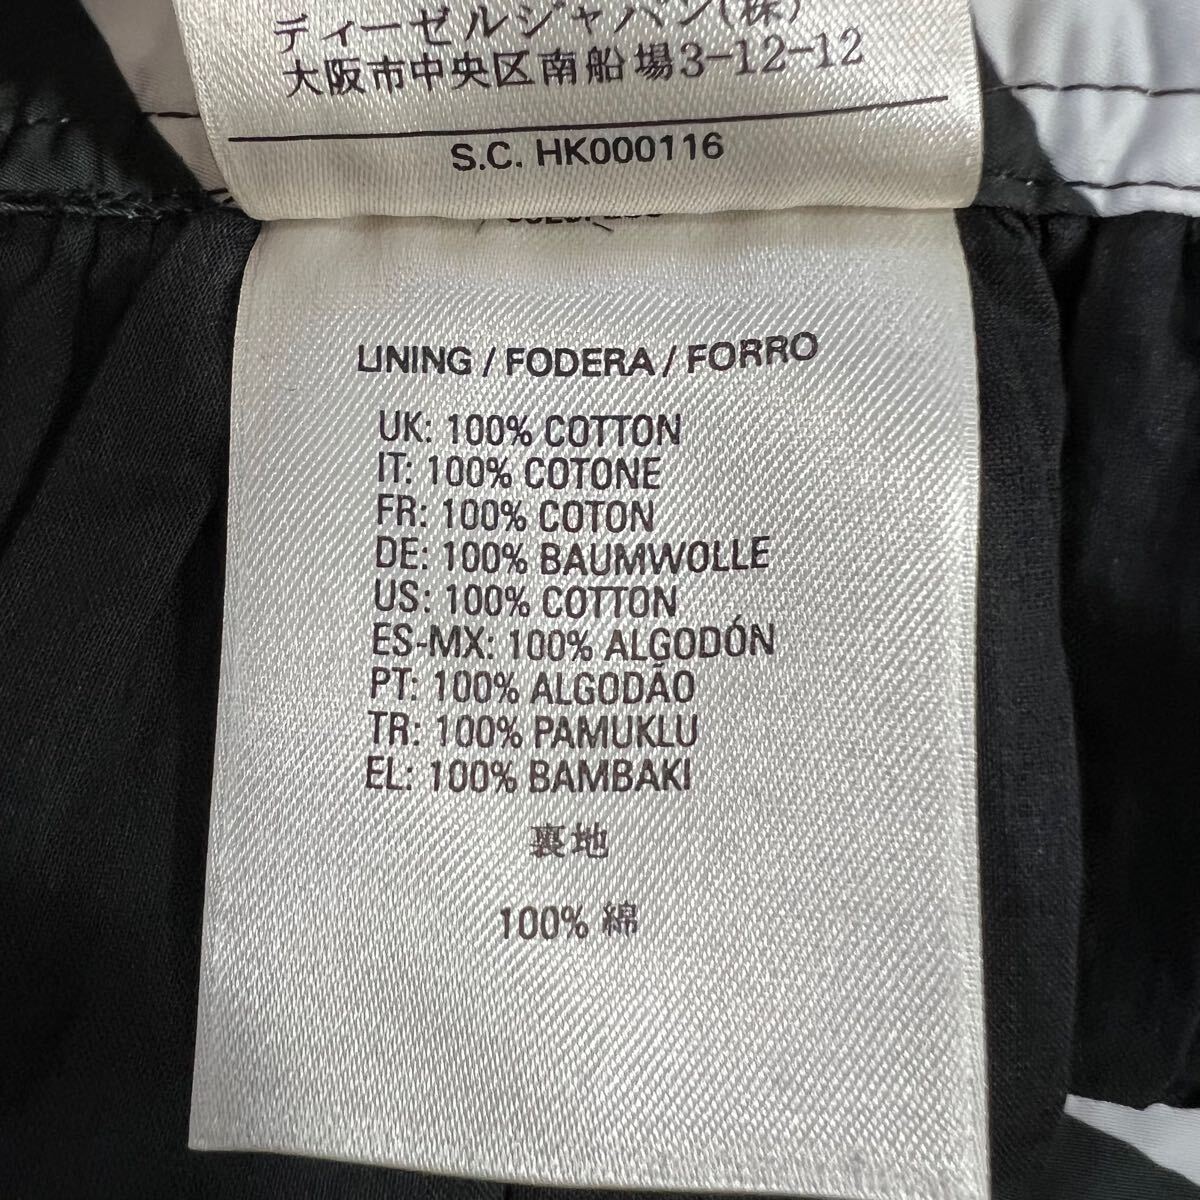 ディーゼルジャパン(株)
大阪市中央区南船場3-12-12
S.C. HK000116
LINING / FODERA / FORRO
UK: 100% COTTON
IT: 100% COTONE
FR: 100% COTON
DE: 100% BAUMWOLLE
US: 100% COTTON
ES-MX: 100% ALGODÓN
PT: 100% ALGODÃO
TR: 100% PAMUKLU
EL: 100% BAMBAKI
裏地
100% 綿